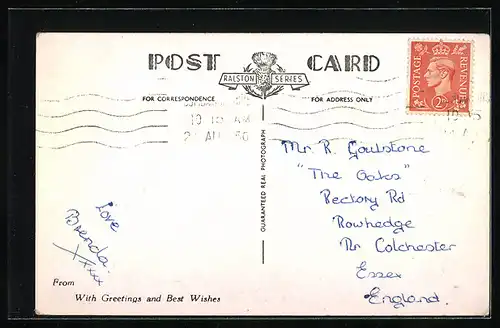 POST CARD
RALSTON SERIES
FOR CORRESPONDENCE
FOR ADDRESS ONLY
POSTAGE REVENUE
2D
10 15 AM
GUARANTEED REAL PHOTOGRAPH
Mr R. Goulstone
"The Oaks"
Rectory Rd
Rowhedge
Nr Colchester
Essex
England.
Love
Brenda.
xxxx
From
With Greetings and Best Wishes